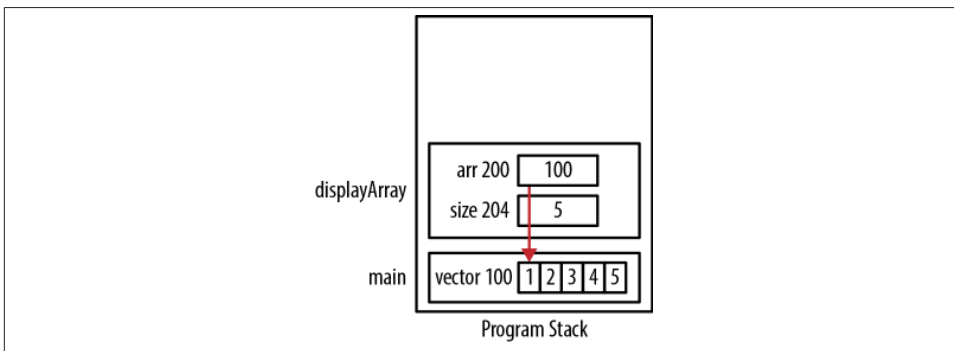 arr 200 100
displayArray
size 204 5
main vector 100 1 2 3 4 5
Program Stack